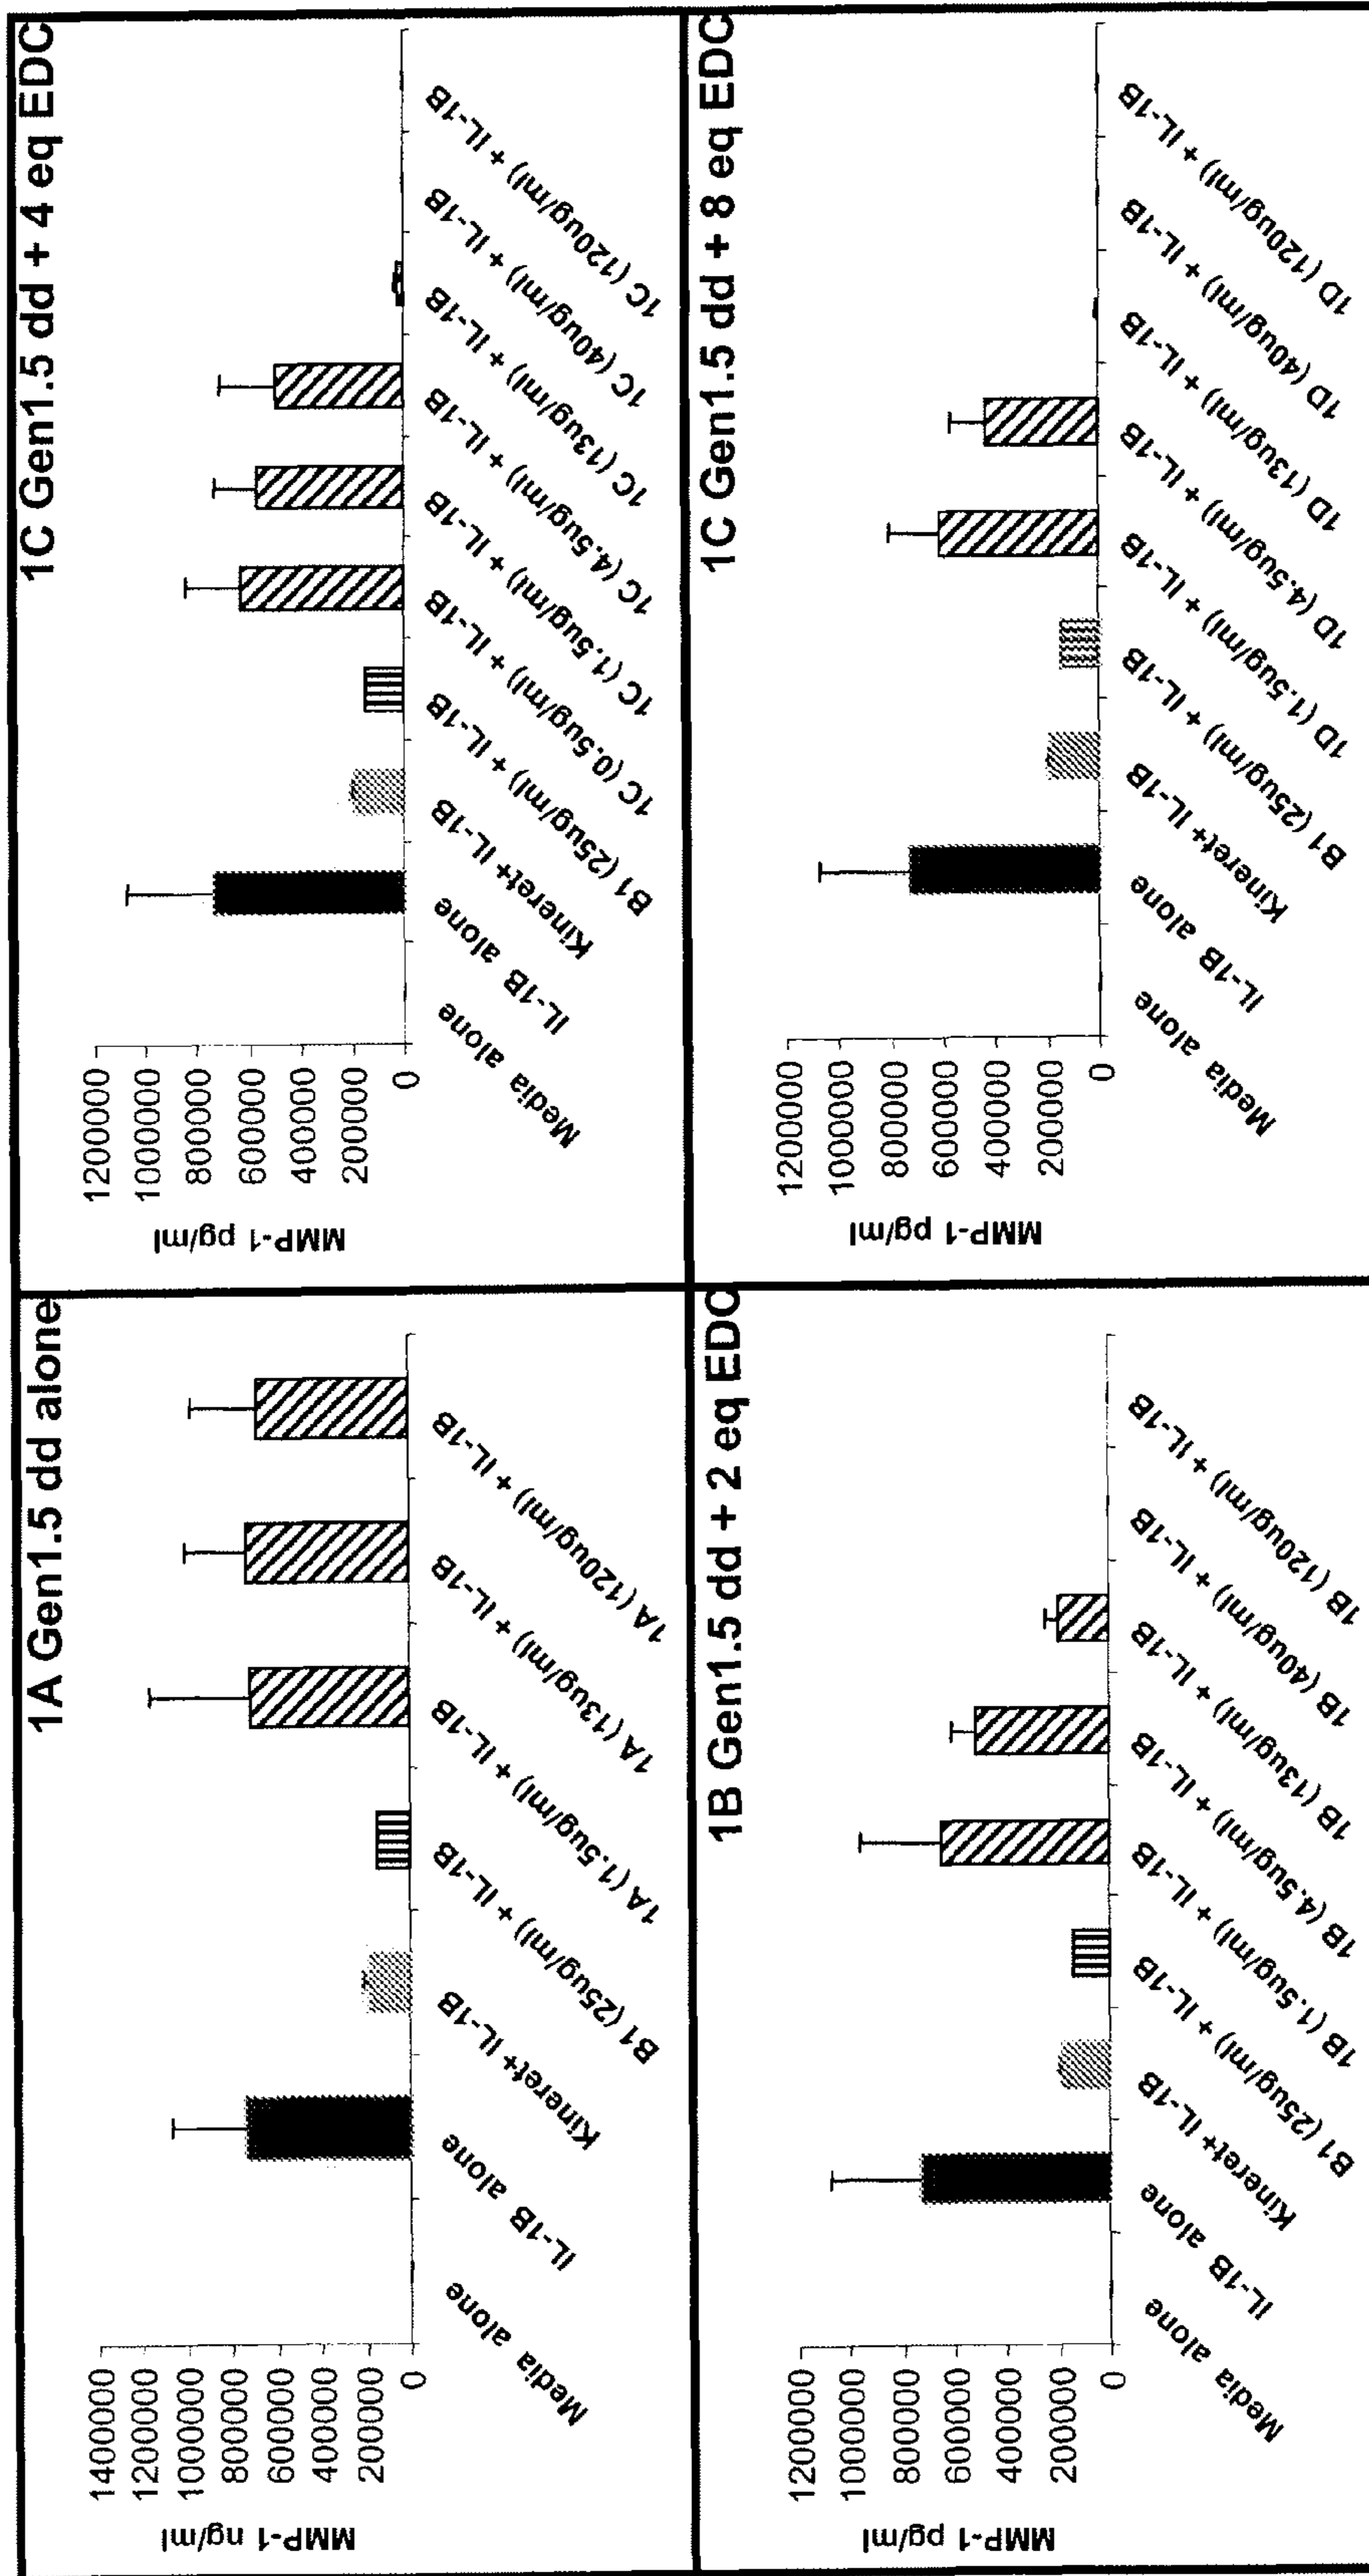 1A Gen1.5 dd alone
MMP-1 ng/ml
1400000
1200000
1000000
800000
600000
400000
200000
0
Media alone
IL-1B alone
Kineret+ IL-1B
B1 (25ug/ml) + IL-1B
1A (1.5ug/ml) + IL-1B
1A (13ug/ml) + IL-1B
1A (120ug/ml) + IL-1B
1C Gen1.5 dd + 4 eq EDC
MMP-1 pg/ml
1200000
1000000
800000
600000
400000
200000
0
Media alone
IL-1B alone
Kineret+ IL-1B
B1 (25ug/ml) + IL-1B
1C (0.5ug/ml) + IL-1B
1C (1.5ug/ml) + IL-1B
1C (4.5ug/ml) + IL-1B
1C (13ug/ml) + IL-1B
1C (40ug/ml) + IL-1B
1C (120ug/ml) + IL-1B
1B Gen1.5 dd + 2 eq EDC
MMP-1 pg/ml
1200000
1000000
800000
600000
400000
200000
0
Media alone
IL-1B alone
Kineret+ IL-1B
B1 (25ug/ml) + IL-1B
1B (1.5ug/ml) + IL-1B
1B (4.5ug/ml) + IL-1B
1B (13ug/ml) + IL-1B
1B (40ug/ml) + IL-1B
1B (120ug/ml) + IL-1B
1C Gen1.5 dd + 8 eq EDC
MMP-1 pg/ml
1200000
1000000
800000
600000
400000
200000
0
Media alone
IL-1B alone
Kineret+ IL-1B
B1 (25ug/ml) + IL-1B
1D (1.5ug/ml) + IL-1B
1D (4.5ug/ml) + IL-1B
1D (13ug/ml) + IL-1B
1D (40ug/ml) + IL-1B
1D (120ug/ml) + IL-1B